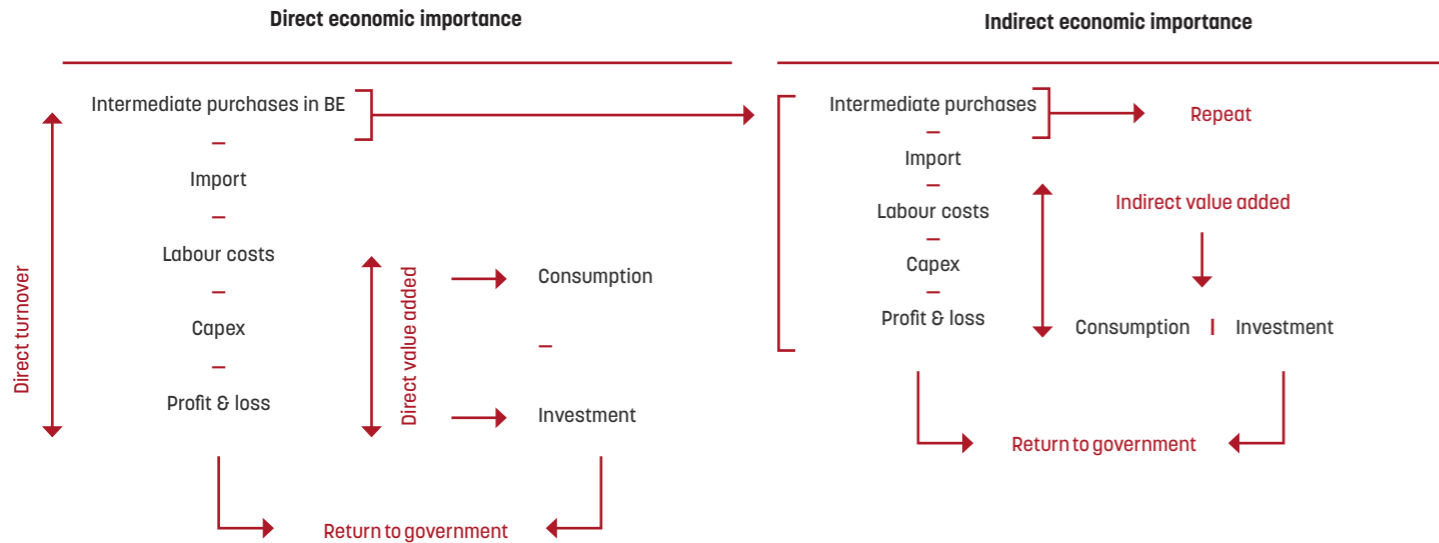 Direct economic importance
Intermediate purchases in BE
Import
Labour costs
Capex
Profit & loss
Direct turnover
Direct value added
Consumption
Investment
Return to government
Indirect economic importance
Intermediate purchases
Repeat
Import
Labour costs
Capex
Profit & loss
Indirect value added
Consumption | Investment
Return to government